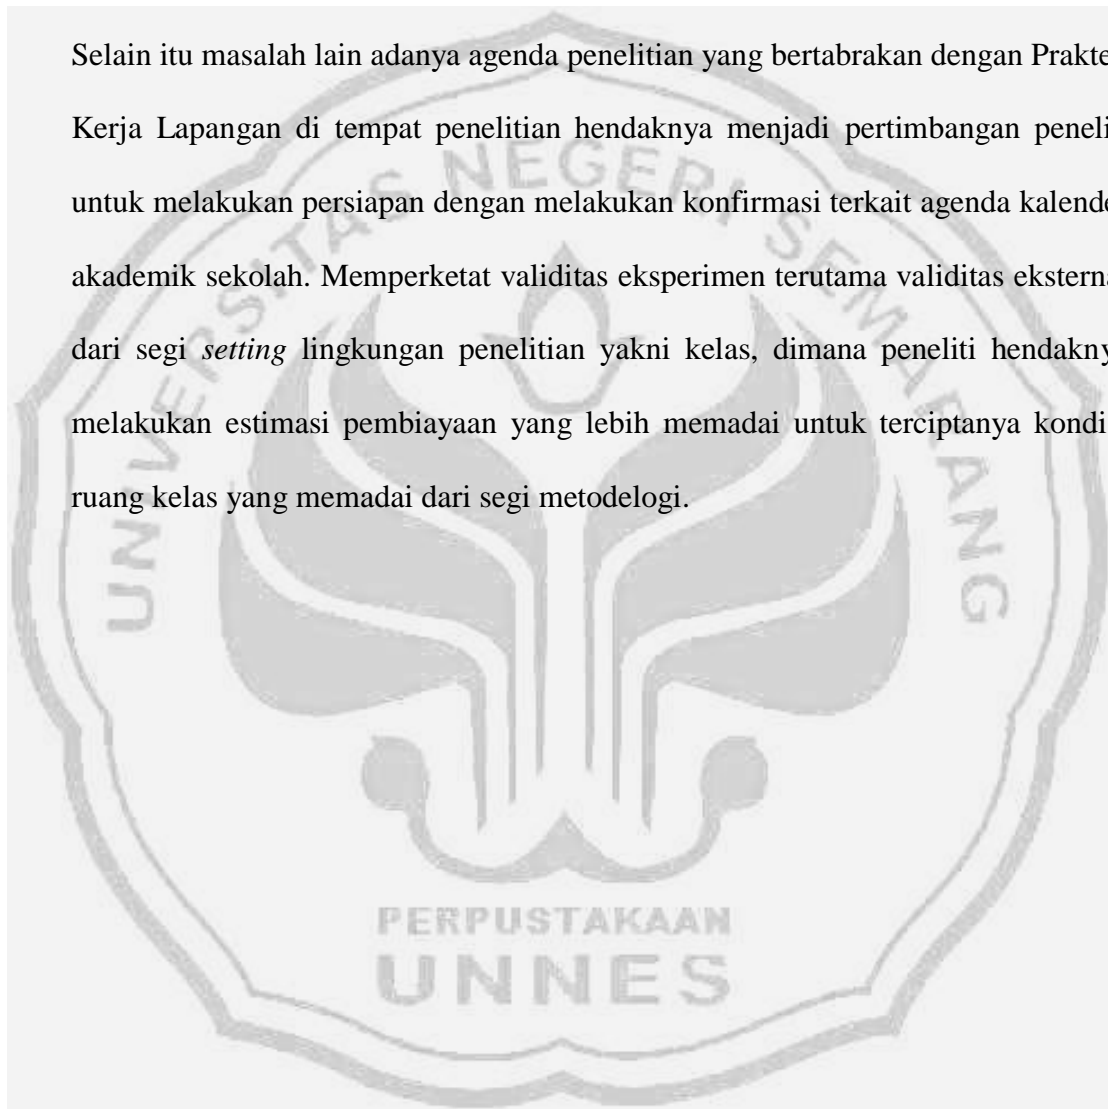 Selain itu masalah lain adanya agenda penelitian yang bertabrakan dengan Prakte
Kerja Lapangan di tempat penelitian hendaknya menjadi pertimbangan peneli
untuk melakukan persiapan dengan melakukan konfirmasi terkait agenda kalende
akademik sekolah. Memperketat validitas eksperimen terutama validitas eksterna
dari segi setting lingkungan penelitian yakni kelas, dimana peneliti hendakny
melakukan estimasi pembiayaan yang lebih memadai untuk terciptanya kondi
ruang kelas yang memadai dari segi metodelogi.
UNIVERSITAS NEGERI SEMARANG
PERPUSTAKAAN
UNNES